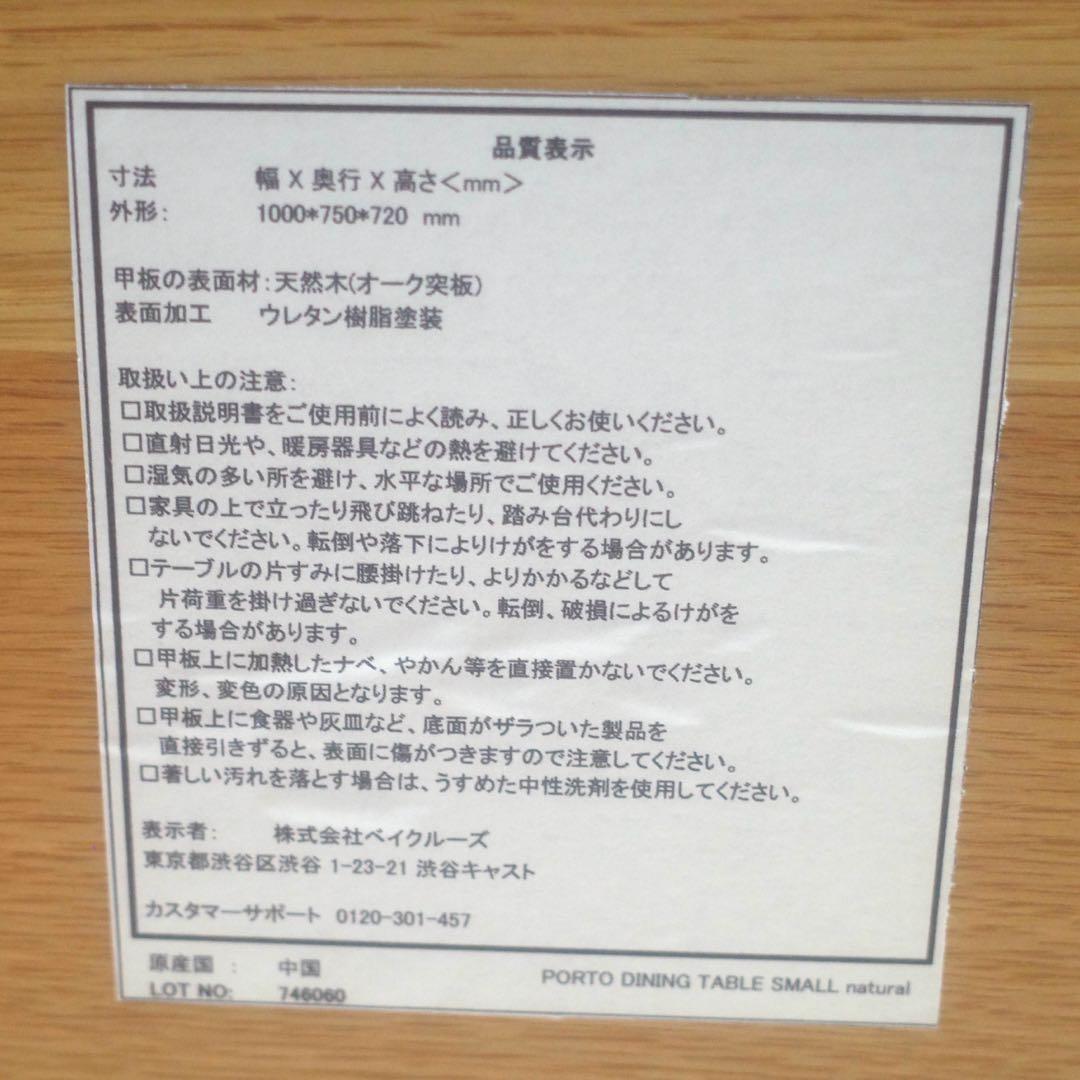 品質表示
寸法 幅 X 奥行 X 高さ<mm>
外形: 1000*750*720 mm
甲板の表面材:天然木(オーク突板)
表面加工 ウレタン樹脂塗装
取扱い上の注意:
□取扱説明書をご使用前によく読み、正しくお使いください。
□直射日光や、暖房器具などの熱を避けてください。
□湿気の多い所を避け、水平な場所でご使用ください。
□家具の上で立ったり飛び跳ねたり、踏み台代わりにし
ないでください。転倒や落下によりけがをする場合があります。
□テーブルの片すみに腰掛けたり、よりかかるなどして
片荷重を掛け過ぎないでください。転倒、破損によるけがを
する場合があります。
□甲板上に加熱したナベ、やかん等を直接置かないでください。
変形、変色の原因となります。
□甲板上に食器や灰皿など、底面がザラついた製品を
直接引きずると、表面に傷がつきますので注意してください。
□著しい汚れを落とす場合は、うすめた中性洗剤を使用してください。
表示者: 株式会社ベイクルーズ
東京都渋谷区渋谷 1-23-21 渋谷キャスト
カスタマーサポート 0120-301-457
原産国 : 中国
LOT NO: 746060
PORTO DINING TABLE SMALL natural